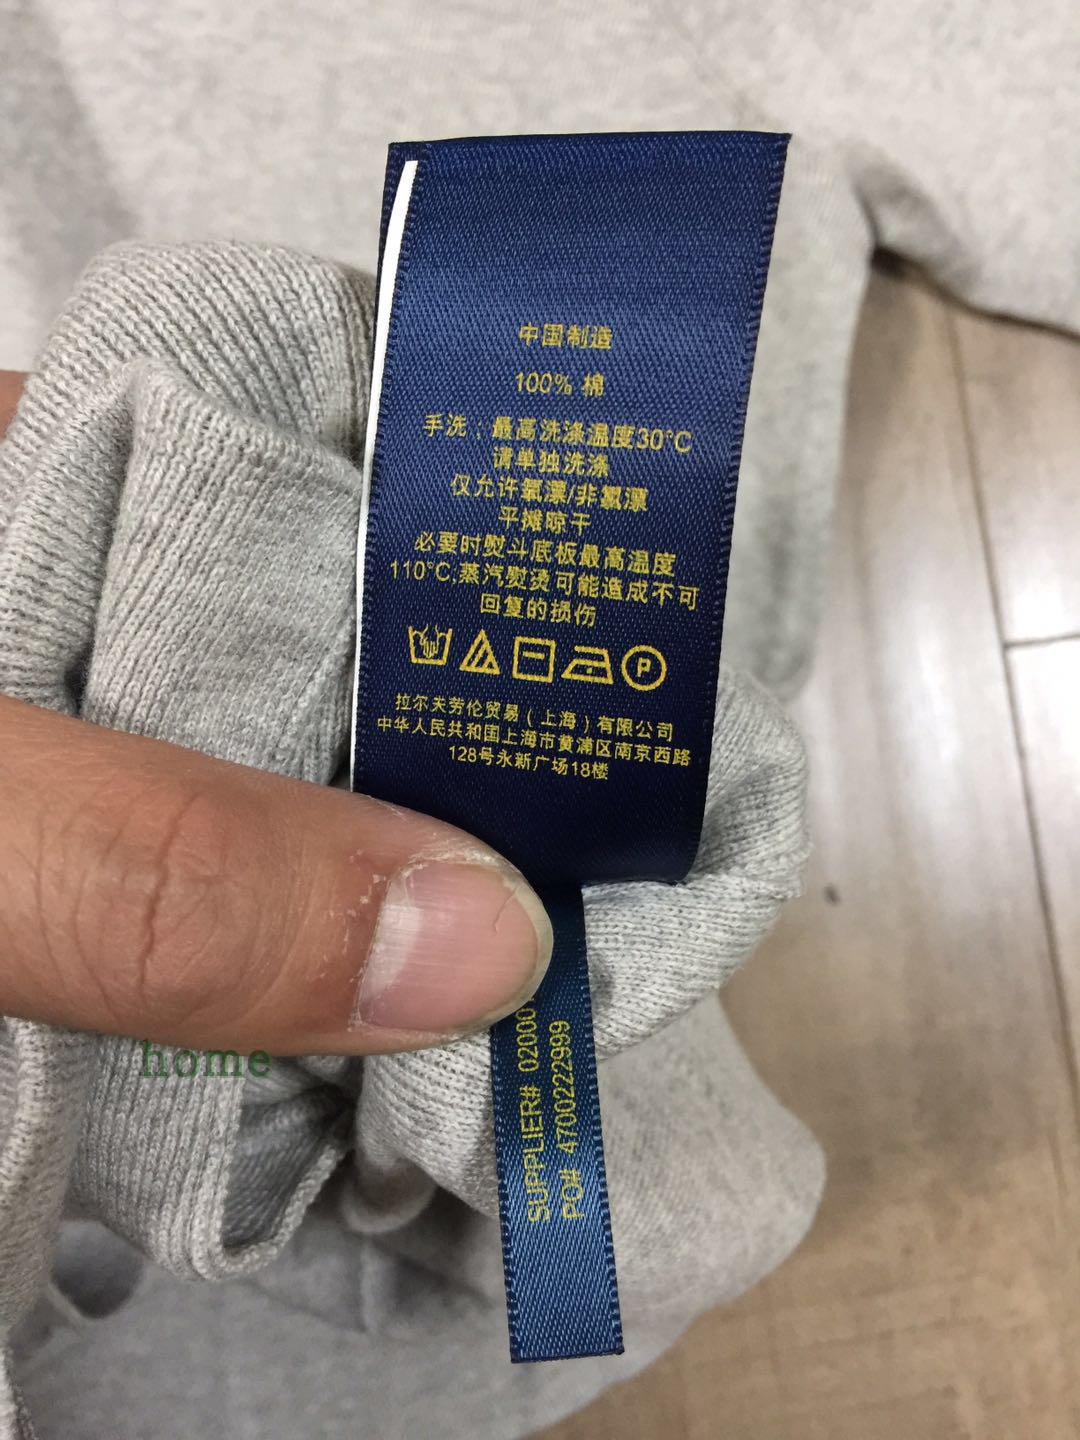 中国制造
100% 棉
手洗：最高洗涤温度30°C
请单独洗涤
仅允许氧漂/非氯漂
平摊晾干
必要时熨斗底板最高温度
110°C,蒸汽熨烫可能造成不可
回复的损伤
P
拉尔夫劳伦贸易（上海）有限公司
中华人民共和国上海市黄浦区南京西路
128号永新广场18楼
SUPPLIER# 02000
PO# 4700222999
home